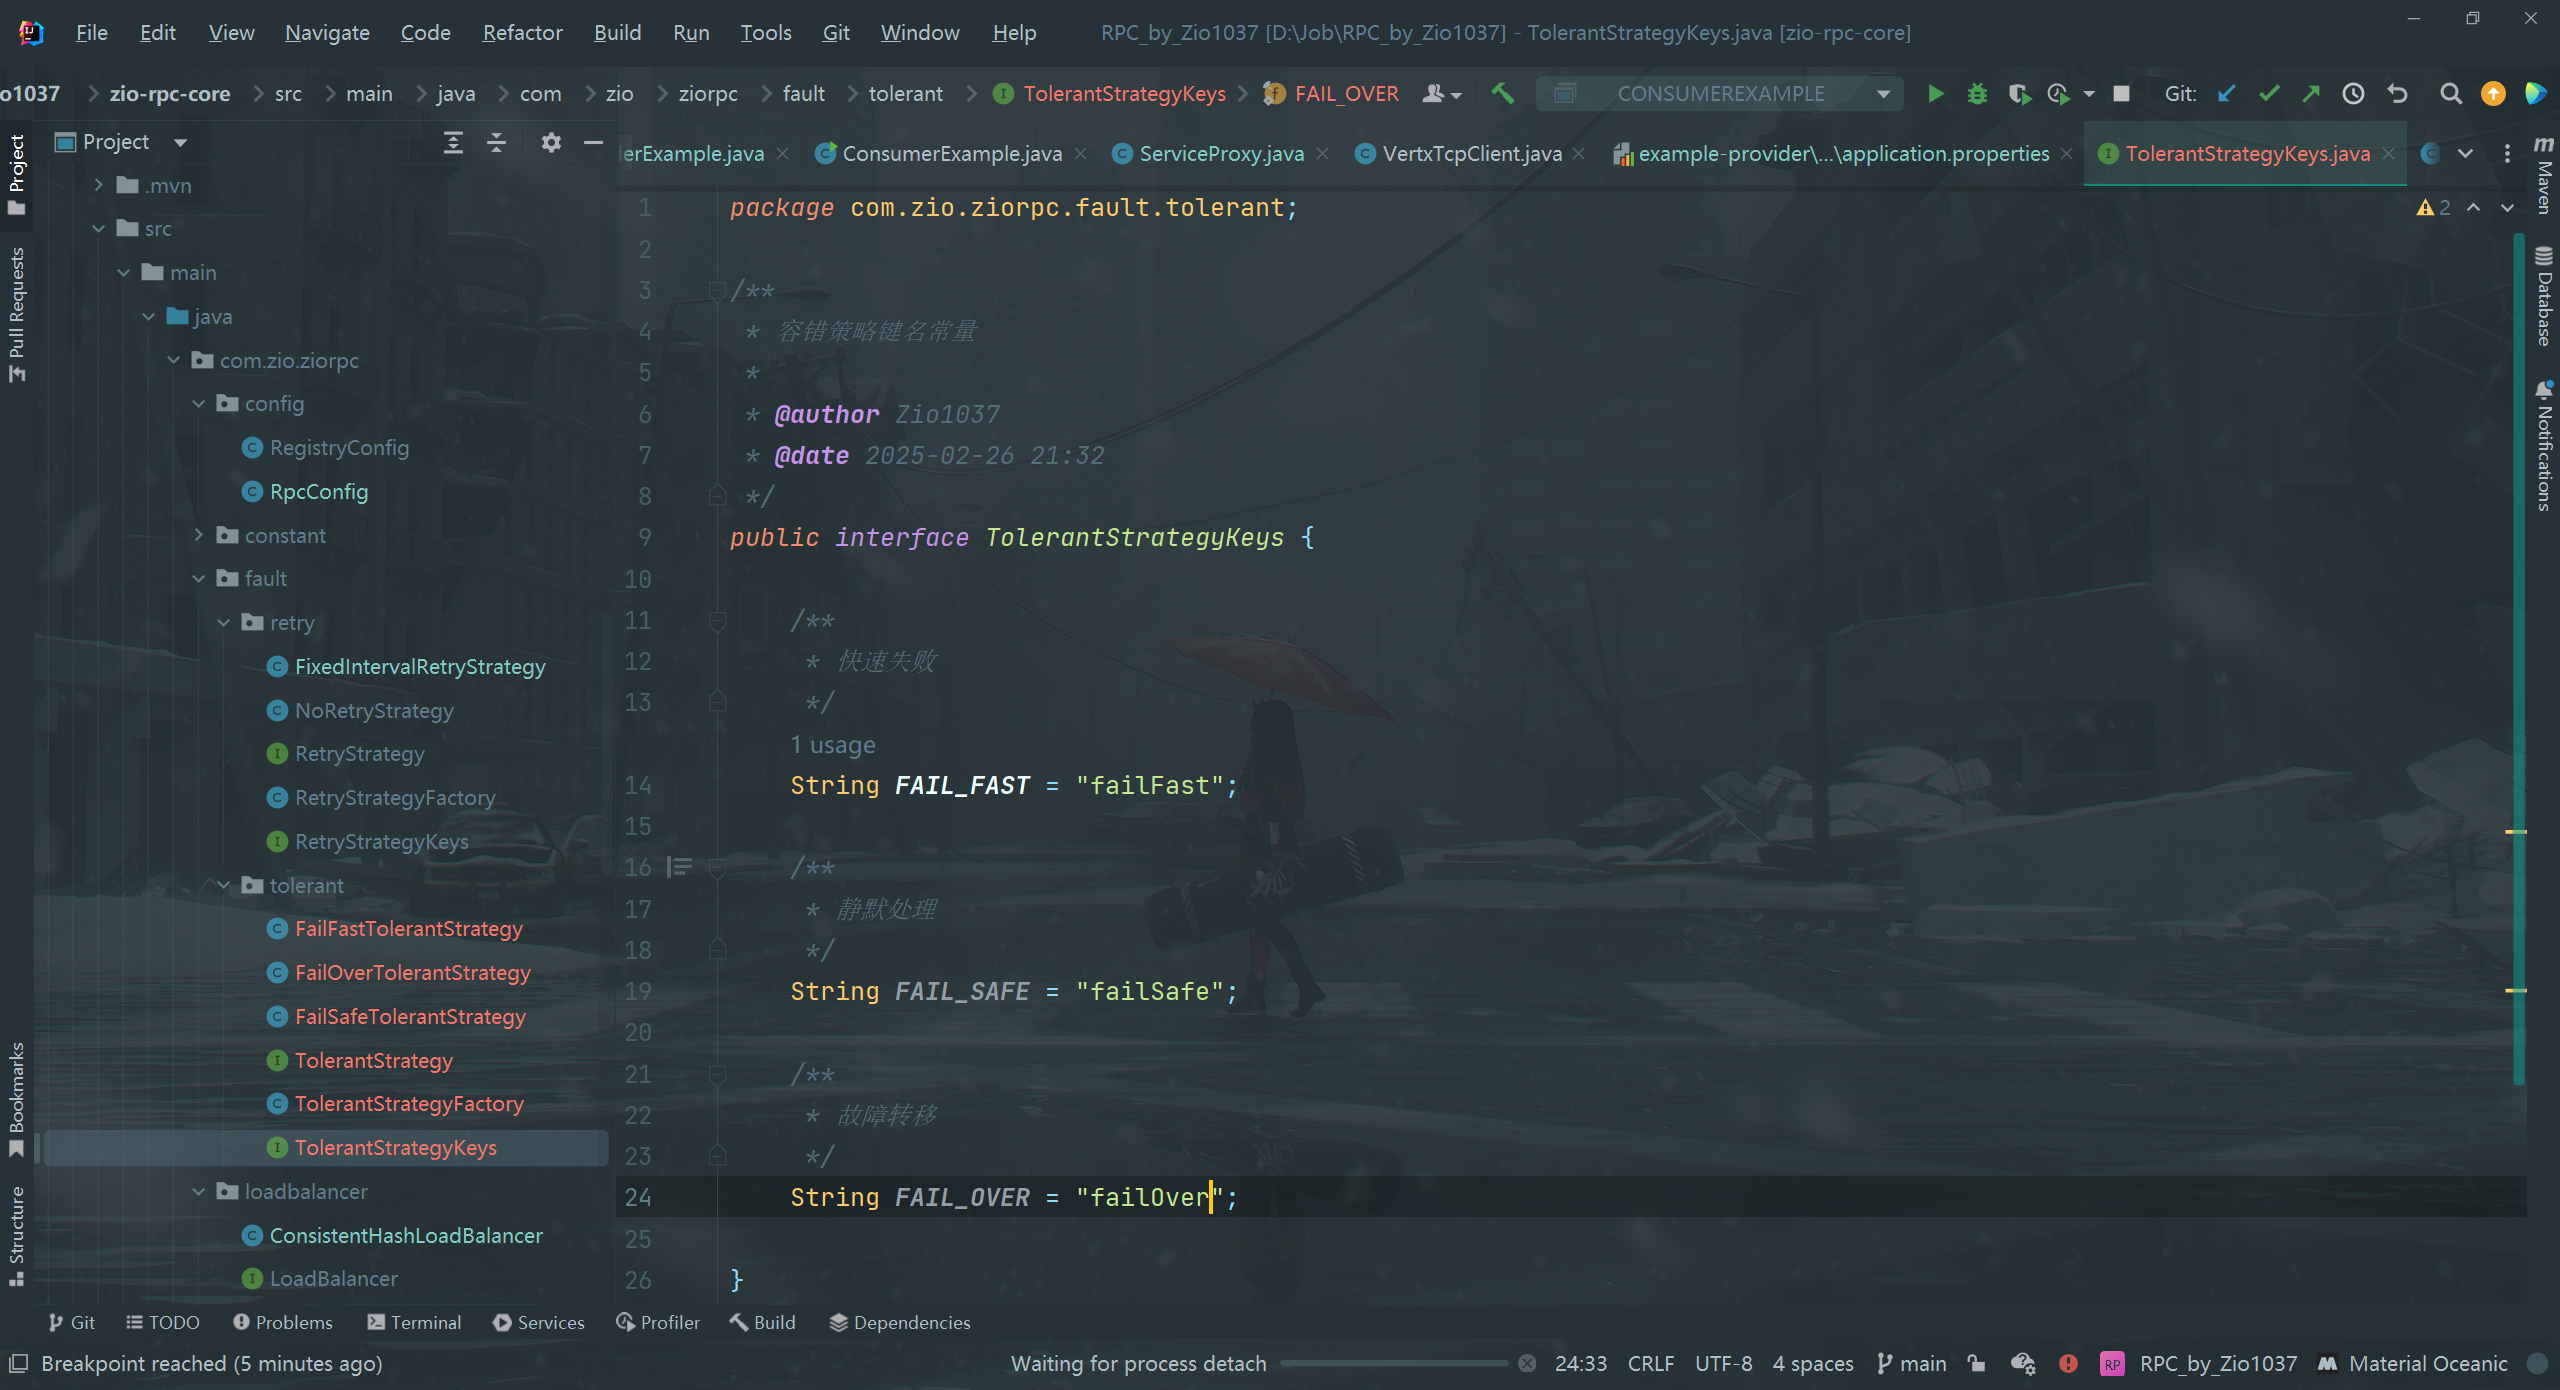 File Edit View Navigate Code Refactor Build Run Tools Git Window Help RPC_by_Zio1037 [D:\Job\RPC_by_Zio1037] - TolerantStrategyKeys.java [zio-rpc-core]
o1037 zio-rpc-core src main java com zio ziorpc fault tolerant TolerantStrategyKeys FAIL_OVER CONSUMEREXAMPLE Git:
Project
lerExample.java ConsumerExample.java ServiceProxy.java VertxTcpClient.java example-provider\...\application.properties TolerantStrategyKeys.java
Project
Pull Requests
Bookmarks
Structure
.mvn
src
main
java
com.zio.ziorpc
config
RegistryConfig
RpcConfig
constant
fault
retry
FixedIntervalRetryStrategy
NoRetryStrategy
RetryStrategy
RetryStrategyFactory
RetryStrategyKeys
tolerant
FailFastTolerantStrategy
FailOverTolerantStrategy
FailSafeTolerantStrategy
TolerantStrategy
TolerantStrategyFactory
TolerantStrategyKeys
loadbalancer
ConsistentHashLoadBalancer
LoadBalancer
1 package com.zio.ziorpc.fault.tolerant;
2
3 /**
4 * 容错策略键名常量
5 *
6 * @author Zio1037
7 * @date 2025-02-26 21:32
8 */
9 public interface TolerantStrategyKeys {
10
11 /**
12 * 快速失败
13 */
1 usage
14 String FAIL_FAST = "failFast";
15
16 /**
17 * 静默处理
18 */
19 String FAIL_SAFE = "failSafe";
20
21 /**
22 * 故障转移
23 */
24 String FAIL_OVER = "failOver";
25
26 }
2
Maven
Database
Notifications
Git TODO Problems Terminal Services Profiler Build Dependencies
Breakpoint reached (5 minutes ago) Waiting for process detach 24:33 CRLF UTF-8 4 spaces main RP RPC_by_Zio1037 Material Oceanic